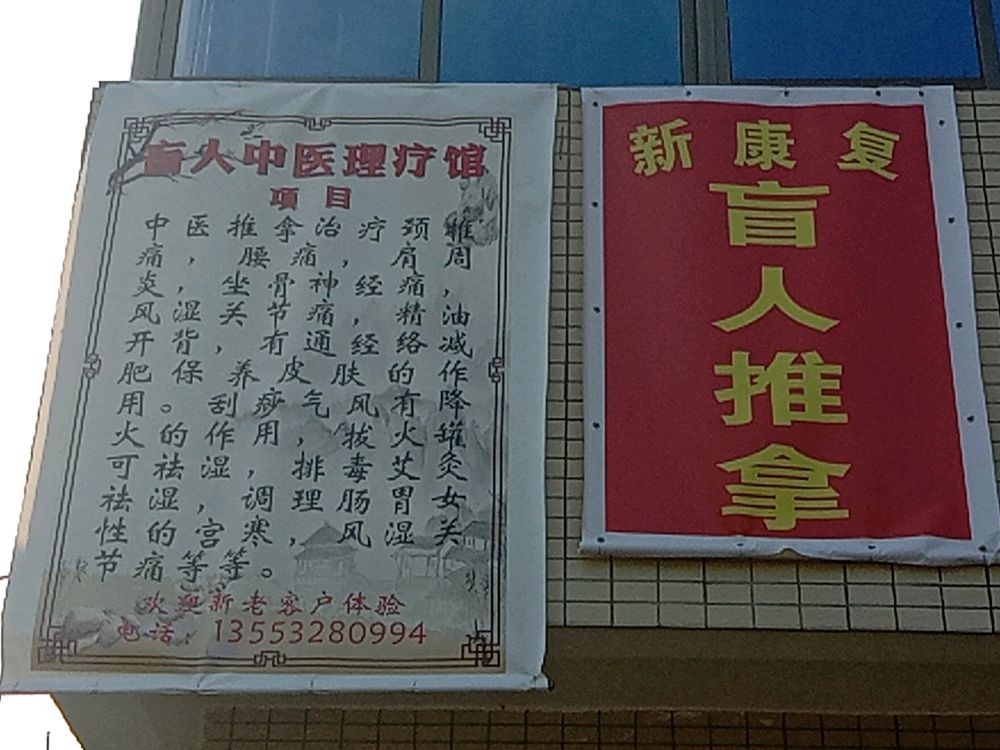 盲人中医理疗馆
项目
中医推拿治疗颈椎
痛，腰痛，肩周
炎，坐骨神经痛，
风湿关节痛，精油
开背，有通经络减
肥保养皮肤的作
用。刮痧气风有降
火的作用，拔火罐
可祛湿，排毒艾灸
祛湿，调理肠胃女
性的宫寒，风湿关
节痛等等。
欢迎新老客户体验
电话：13553280994
新康复
盲
人
推
拿